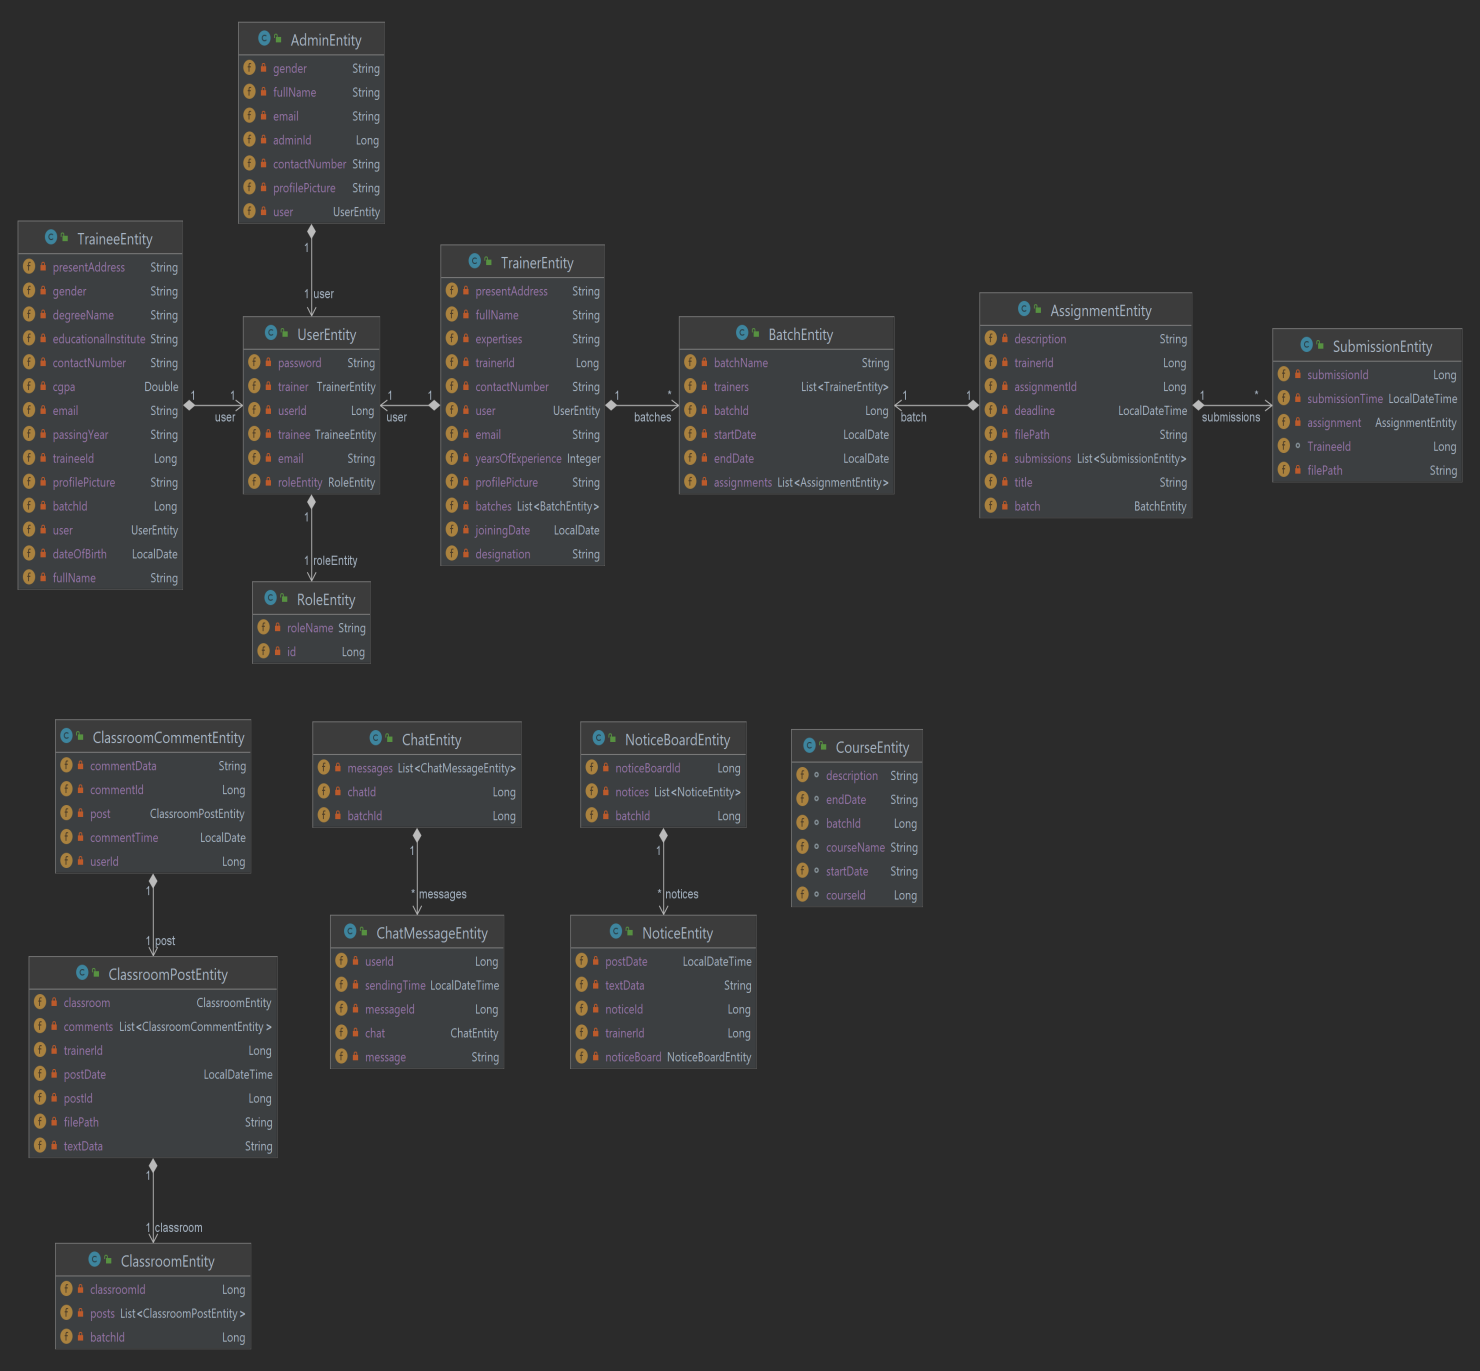 AdminEntity
gender String
fullName String
email String
adminId Long
contactNumber String
profilePicture String
user UserEntity
1
1 user
TraineeEntity
presentAddress String
gender String
degreeName String
educationalInstitute String
contactNumber String
cgpa Double
email String
passingYear String
traineeId Long
profilePicture String
batchId Long
user UserEntity
dateOfBirth LocalDate
fullName String
1 1
user
UserEntity
password String
trainer TrainerEntity
userId Long
trainee TraineeEntity
email String
roleEntity RoleEntity
1
1 roleEntity
RoleEntity
roleName String
id Long
1 1
user
TrainerEntity
presentAddress String
fullName String
expertises String
trainerId Long
contactNumber String
user UserEntity
email String
yearsOfExperience Integer
profilePicture String
batches List<BatchEntity>
joiningDate LocalDate
designation String
1 *
batches
BatchEntity
batchName String
trainers List<TrainerEntity>
batchId Long
startDate LocalDate
endDate LocalDate
assignments List<AssignmentEntity>
1 1
batch
AssignmentEntity
description String
trainerId Long
assignmentId Long
deadline LocalDateTime
filePath String
submissions List<SubmissionEntity>
title String
batch BatchEntity
1 *
submissions
SubmissionEntity
submissionId Long
submissionTime LocalDateTime
assignment AssignmentEntity
TraineeId Long
filePath String
ClassroomCommentEntity
commentData String
commentId Long
post ClassroomPostEntity
commentTime LocalDate
userId Long
1
1 post
ClassroomPostEntity
classroom ClassroomEntity
comments List<ClassroomCommentEntity>
trainerId Long
postDate LocalDateTime
postId Long
filePath String
textData String
1
1 classroom
ClassroomEntity
classroomId Long
posts List<ClassroomPostEntity>
batchId Long
ChatEntity
messages List<ChatMessageEntity>
chatId Long
batchId Long
1
* messages
ChatMessageEntity
userId Long
sendingTime LocalDateTime
messageId Long
chat ChatEntity
message String
NoticeBoardEntity
noticeBoardId Long
notices List<NoticeEntity>
batchId Long
1
* notices
NoticeEntity
postDate LocalDateTime
textData String
noticeId Long
trainerId Long
noticeBoard NoticeBoardEntity
CourseEntity
description String
endDate String
batchId Long
courseName String
startDate String
courseId Long